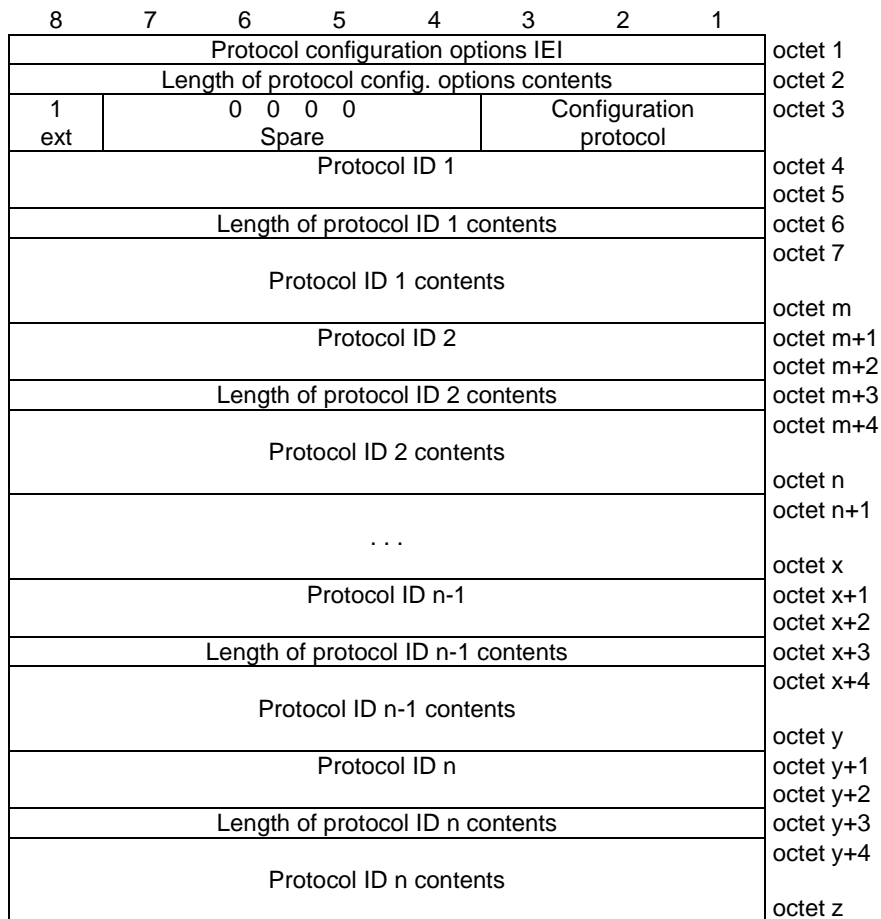 8 7 6 5 4 3 2 1
Protocol configuration options IEI octet 1
Length of protocol config. options contents octet 2
1 0 0 0 0 Configuration octet 3
ext Spare protocol
Protocol ID 1 octet 4
octet 5
Length of protocol ID 1 contents octet 6
octet 7
Protocol ID 1 contents
octet m
Protocol ID 2 octet m+1
octet m+2
Length of protocol ID 2 contents octet m+3
octet m+4
Protocol ID 2 contents
octet n
octet n+1
. . .
octet x
Protocol ID n-1 octet x+1
octet x+2
Length of protocol ID n-1 contents octet x+3
octet x+4
Protocol ID n-1 contents
octet y
Protocol ID n octet y+1
octet y+2
Length of protocol ID n contents octet y+3
octet y+4
Protocol ID n contents
octet z